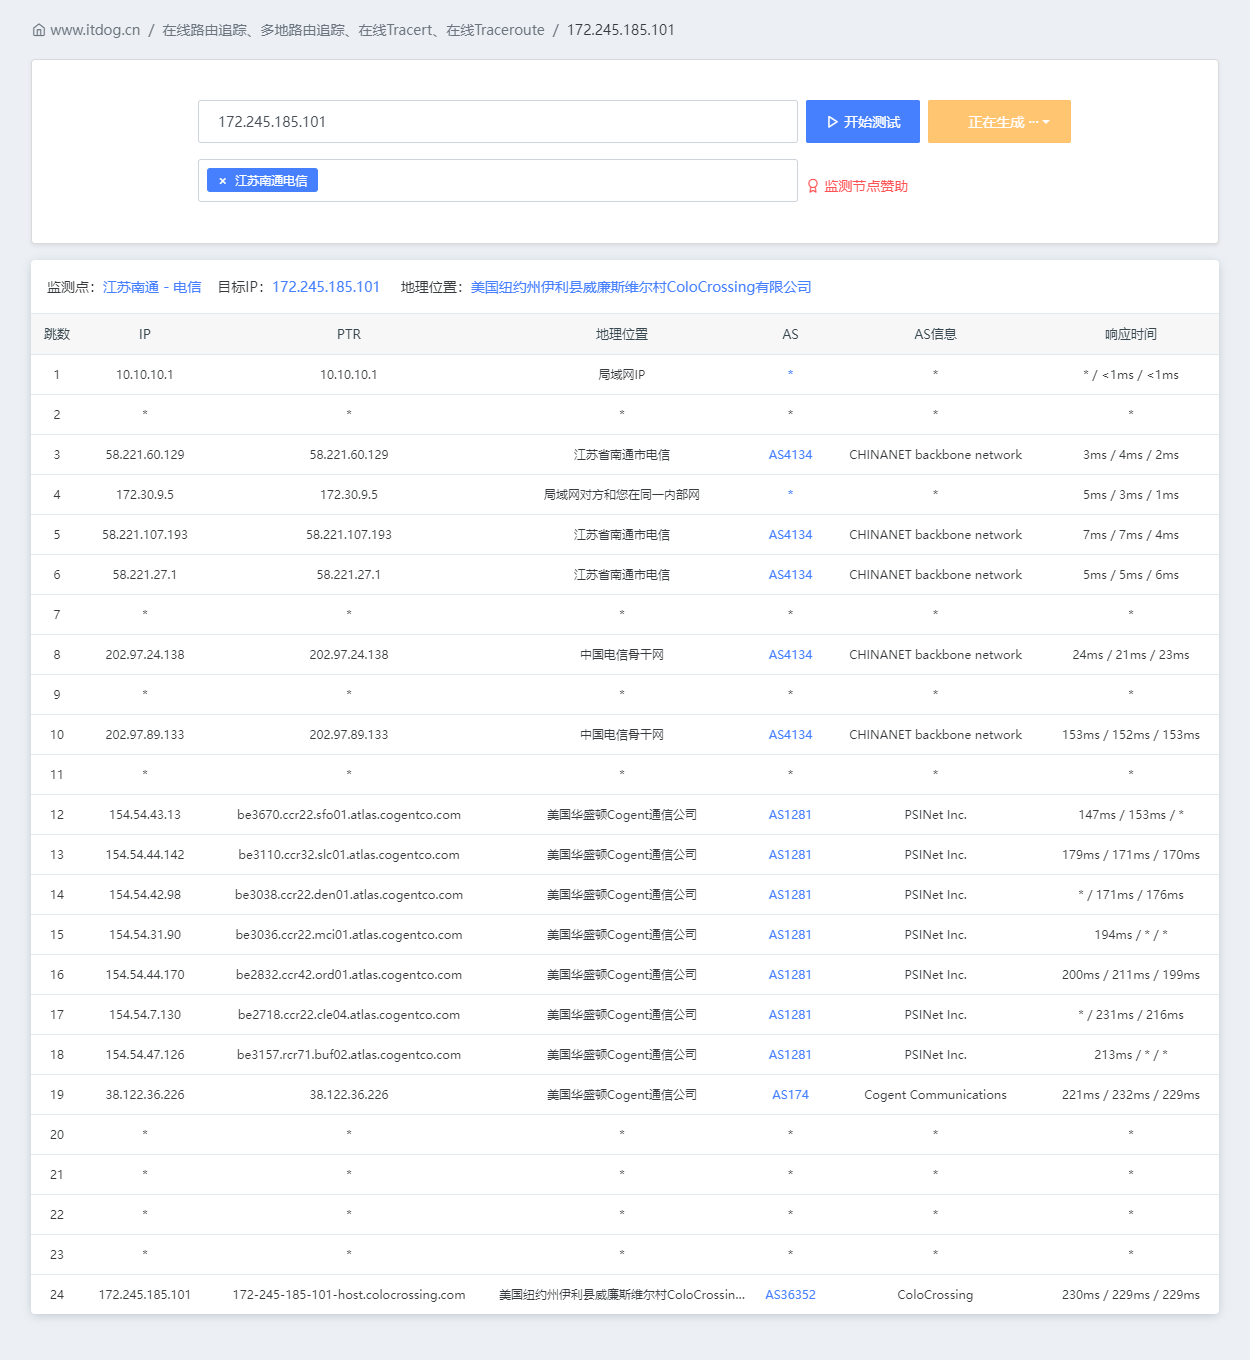 www.itdog.cn / 在线路由追踪、多地路由追踪、在线Tracert、在线Traceroute / 172.245.185.101
172.245.185.101 开始测试 正在生成 ···
× 江苏南通电信 监测节点赞助
监测点：江苏南通 - 电信 目标IP：172.245.185.101 地理位置：美国纽约州伊利县威廉斯维尔村ColoCrossing有限公司
跳数 IP PTR 地理位置 AS AS信息 响应时间
1 10.10.10.1 10.10.10.1 局域网IP * * * / <1ms / <1ms
2 * * * * * *
3 58.221.60.129 58.221.60.129 江苏省南通市电信 AS4134 CHINANET backbone network 3ms / 4ms / 2ms
4 172.30.9.5 172.30.9.5 局域网对方和您在同一内部网 * * 5ms / 3ms / 1ms
5 58.221.107.193 58.221.107.193 江苏省南通市电信 AS4134 CHINANET backbone network 7ms / 7ms / 4ms
6 58.221.27.1 58.221.27.1 江苏省南通市电信 AS4134 CHINANET backbone network 5ms / 5ms / 6ms
7 * * * * * *
8 202.97.24.138 202.97.24.138 中国电信骨干网 AS4134 CHINANET backbone network 24ms / 21ms / 23ms
9 * * * * * *
10 202.97.89.133 202.97.89.133 中国电信骨干网 AS4134 CHINANET backbone network 153ms / 152ms / 153ms
11 * * * * * *
12 154.54.43.13 be3670.ccr22.sfo01.atlas.cogentco.com 美国华盛顿Cogent通信公司 AS1281 PSINet Inc. 147ms / 153ms / *
13 154.54.44.142 be3110.ccr32.slc01.atlas.cogentco.com 美国华盛顿Cogent通信公司 AS1281 PSINet Inc. 179ms / 171ms / 170ms
14 154.54.42.98 be3038.ccr22.den01.atlas.cogentco.com 美国华盛顿Cogent通信公司 AS1281 PSINet Inc. * / 171ms / 176ms
15 154.54.31.90 be3036.ccr22.mci01.atlas.cogentco.com 美国华盛顿Cogent通信公司 AS1281 PSINet Inc. 194ms / * / *
16 154.54.44.170 be2832.ccr42.ord01.atlas.cogentco.com 美国华盛顿Cogent通信公司 AS1281 PSINet Inc. 200ms / 211ms / 199ms
17 154.54.7.130 be2718.ccr22.cle04.atlas.cogentco.com 美国华盛顿Cogent通信公司 AS1281 PSINet Inc. * / 231ms / 216ms
18 154.54.47.126 be3157.rcr71.buf02.atlas.cogentco.com 美国华盛顿Cogent通信公司 AS1281 PSINet Inc. 213ms / * / *
19 38.122.36.226 38.122.36.226 美国华盛顿Cogent通信公司 AS174 Cogent Communications 221ms / 232ms / 229ms
20 * * * * * *
21 * * * * * *
22 * * * * * *
23 * * * * * *
24 172.245.185.101 172-245-185-101-host.colocrossing.com 美国纽约州伊利县威廉斯维尔村ColoCrossin... AS36352 ColoCrossing 230ms / 229ms / 229ms